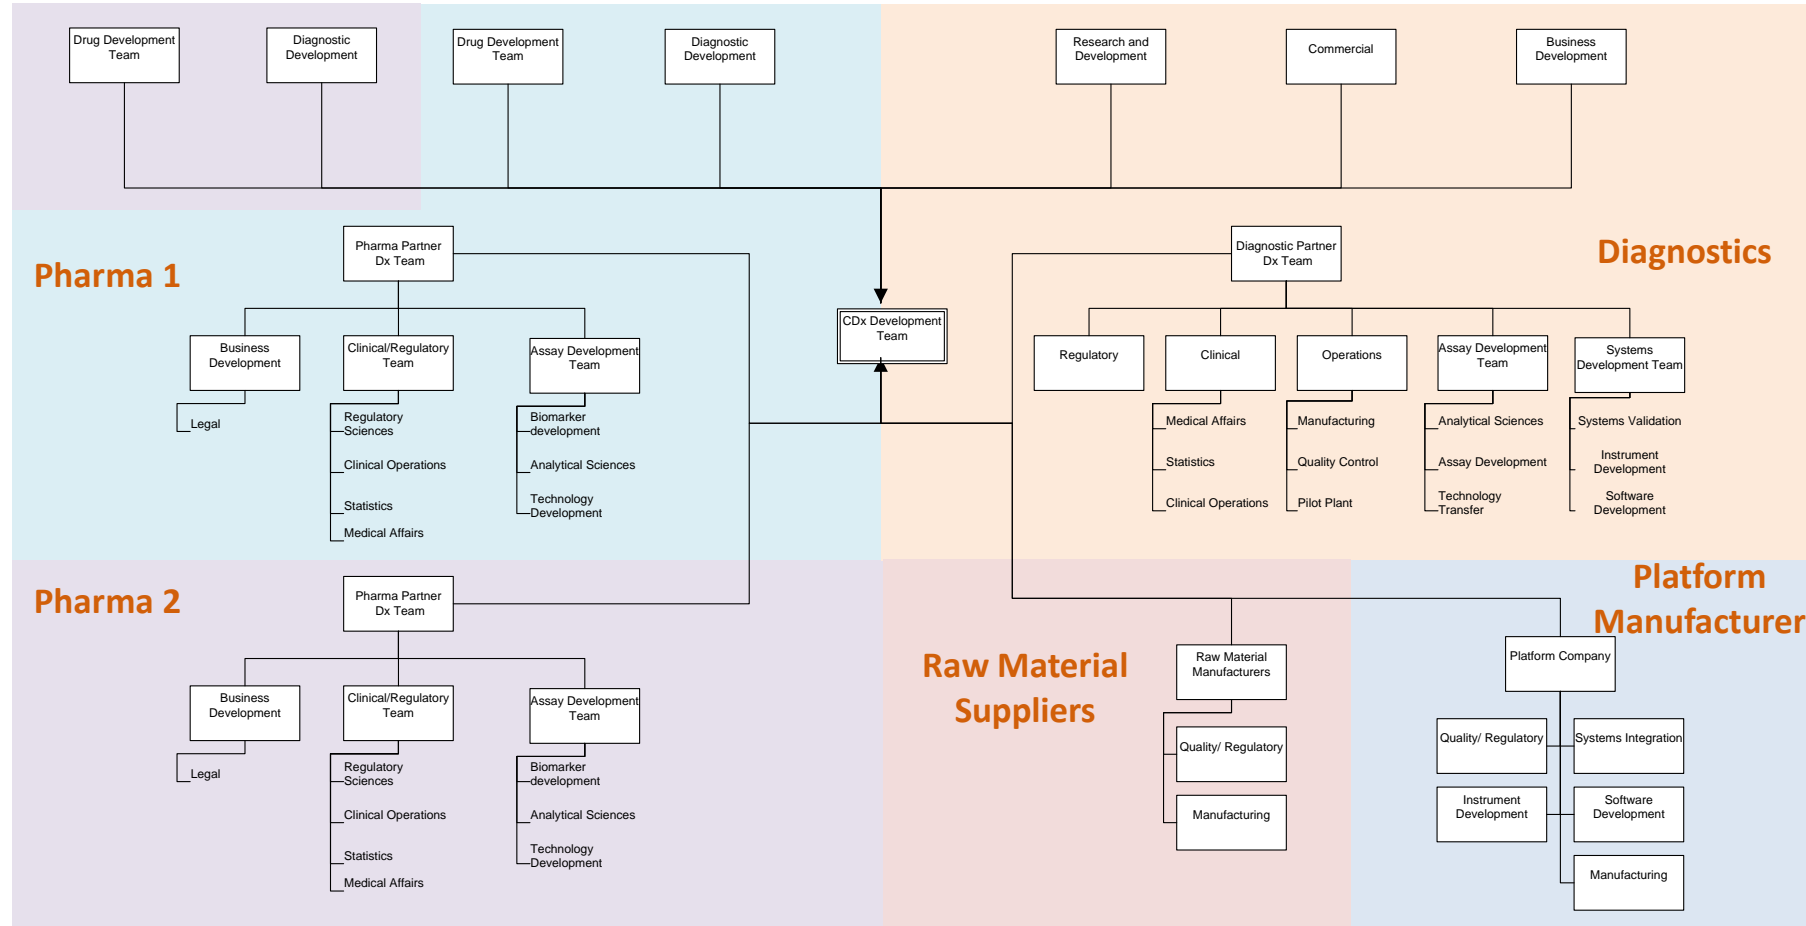 Drug Development
Team
Diagnostic
Development
Drug Development
Team
Diagnostic
Development
Research and
Development
Commercial
Business
Development
Pharma 1
Pharma Partner
Dx Team
Business
Development
Legal
Clinical/Regulatory
Team
Regulatory
Sciences
Clinical Operations
Statistics
Medical Affairs
Assay Development
Team
Biomarker
development
Analytical Sciences
Technology
Development
CDx Development
Team
Diagnostics
Diagnostic Partner
Dx Team
Regulatory
Clinical
Medical Affairs
Statistics
Clinical Operations
Operations
Manufacturing
Quality Control
Pilot Plant
Assay Development
Team
Analytical Sciences
Assay Development
Technology
Transfer
Systems
Development Team
Systems Validation
Instrument
Development
Software
Development
Pharma 2
Pharma Partner
Dx Team
Business
Development
Legal
Clinical/Regulatory
Team
Regulatory
Sciences
Clinical Operations
Statistics
Medical Affairs
Assay Development
Team
Biomarker
development
Analytical Sciences
Technology
Development
Raw Material
Suppliers
Raw Material
Manufacturers
Quality/ Regulatory
Manufacturing
Platform
Manufacturer
Platform Company
Quality/ Regulatory
Systems Integration
Instrument
Development
Software
Development
Manufacturing